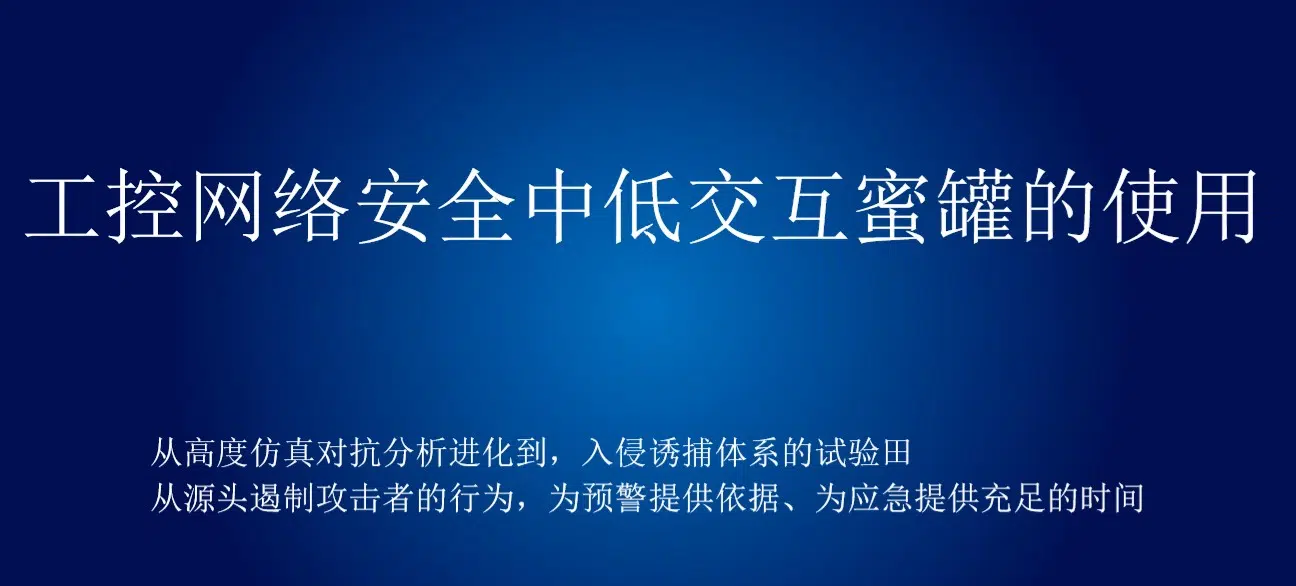 工控网络安全中低交互蜜罐的使用
从高度仿真对抗分析进化到，入侵诱捕体系的试验田
从源头遏制攻击者的行为，为预警提供依据、为应急提供充足的时间